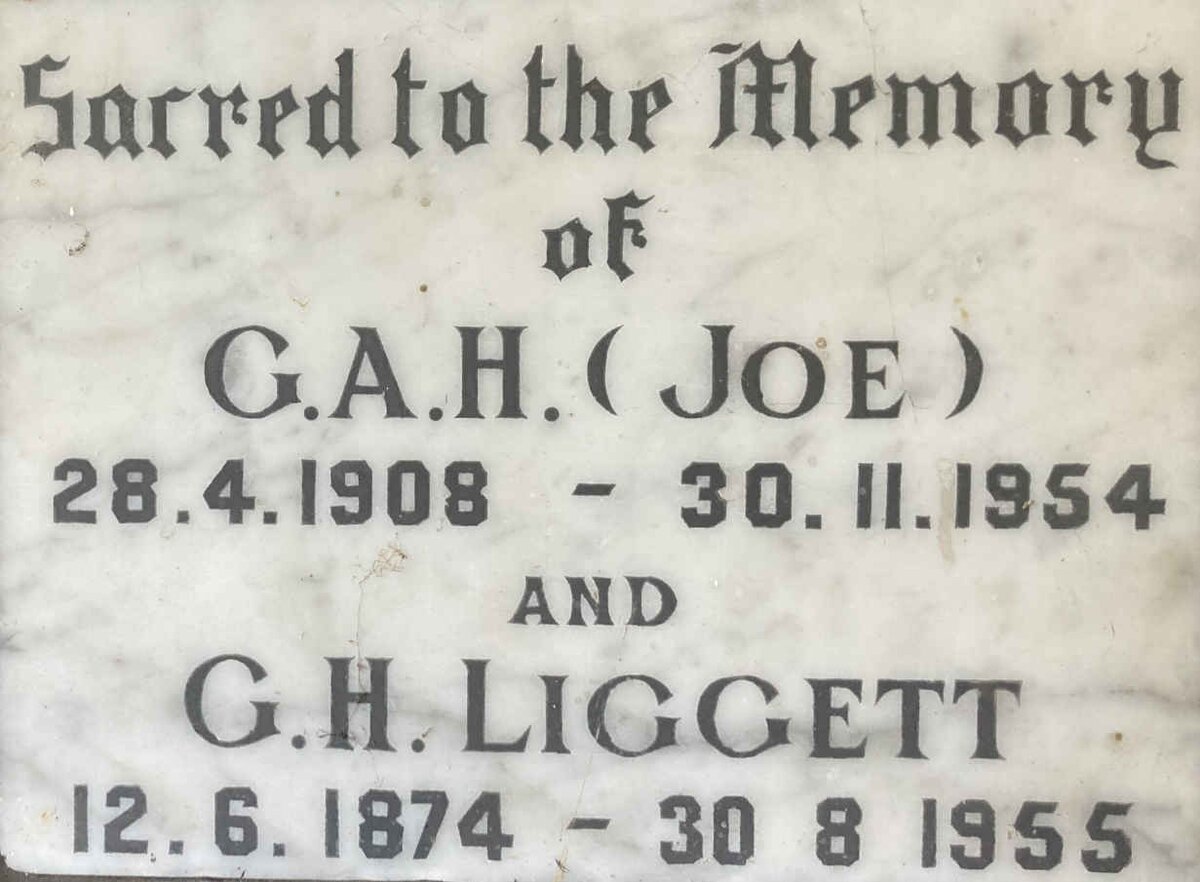 Sacred to the Memory
of
G.A.H. (JOE)
28.4.1908 - 30.11.1954
AND
G.H. LIGGETT
12.6.1874 - 30 8 1955